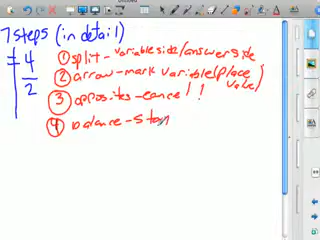 7 steps (in detail)
= 4/2
① split - variable side/answer side
② arrow - mark variable (place value)
③ opposites - cancel!!
④ balance - sta